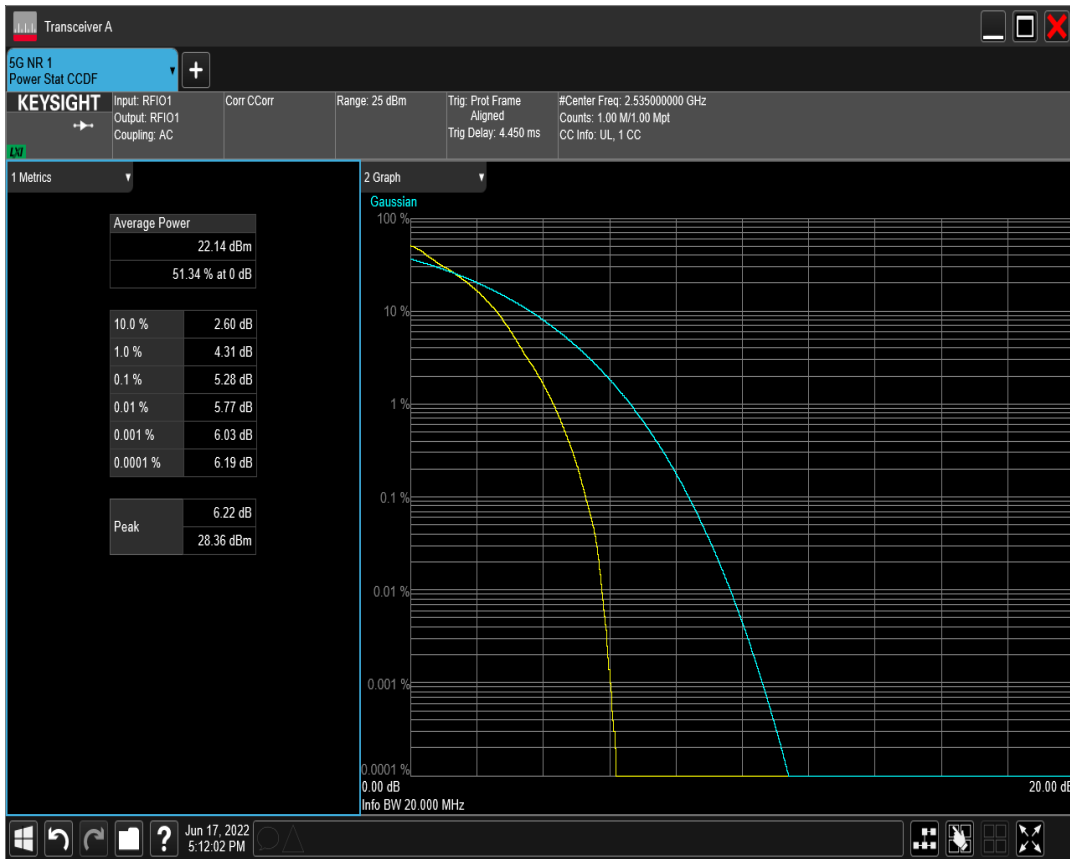 Transceiver A
5G NR 1
Power Stat CCDF
+
KEYSIGHT
LXI
Input: RFIO1
Output: RFIO1
Coupling: AC
Corr CCorr
Range: 25 dBm
Trig: Prot Frame
Aligned
Trig Delay: 4.450 ms
#Center Freq: 2.535000000 GHz
Counts: 1.00 M/1.00 Mpt
CC Info: UL, 1 CC
1 Metrics
Average Power
22.14 dBm
51.34 % at 0 dB
10.0 % 2.60 dB
1.0 % 4.31 dB
0.1 % 5.28 dB
0.01 % 5.77 dB
0.001 % 6.03 dB
0.0001 % 6.19 dB
Peak
6.22 dB
28.36 dBm
2 Graph
Gaussian
100 %
10 %
1 %
0.1 %
0.01 %
0.001 %
0.0001 %
0.00 dB 20.00 dB
Info BW 20.000 MHz
?
Jun 17, 2022
5:12:02 PM